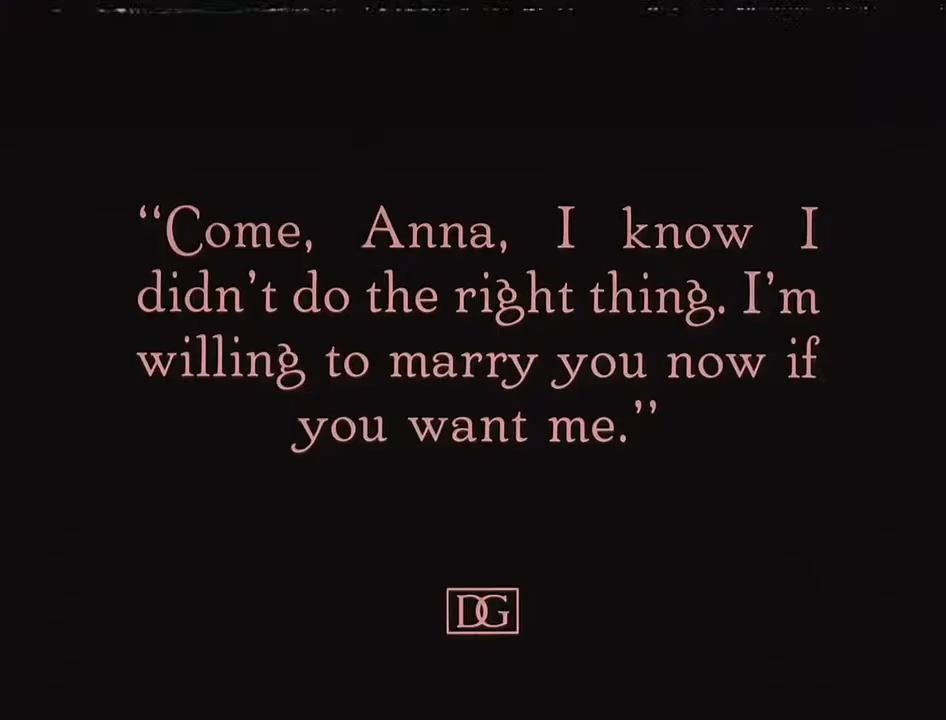 “Come, Anna, I know I
didn’t do the right thing. I’m
willing to marry you now if
you want me.”
DG